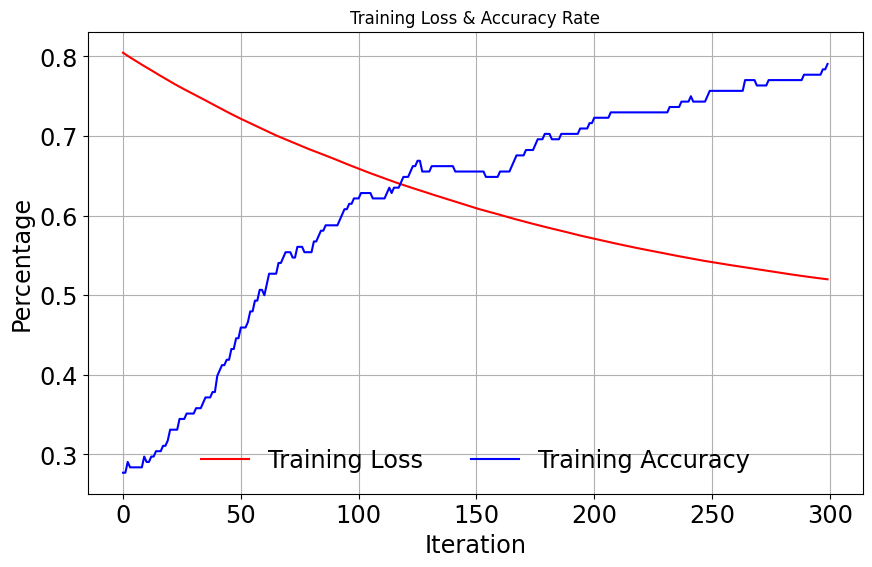 Training Loss & Accuracy Rate
Percentage
0.8
0.7
0.6
0.5
0.4
0.3
Training Loss Training Accuracy
0 50 100 150 200 250 300
Iteration